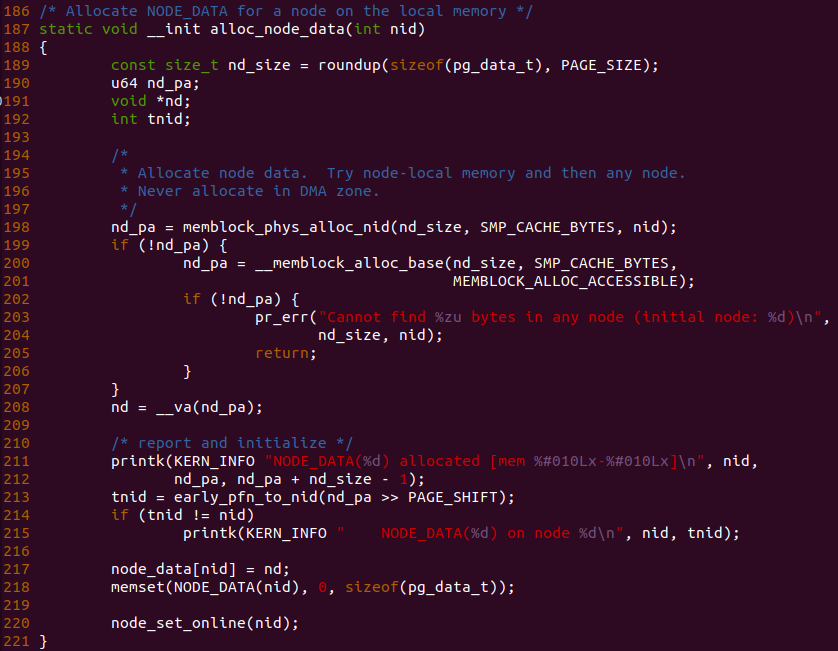 186 /* Allocate NODE_DATA for a node on the local memory */
187 static void __init alloc_node_data(int nid)
188 {
189         const size_t nd_size = roundup(sizeof(pg_data_t), PAGE_SIZE);
190         u64 nd_pa;
191         void *nd;
192         int tnid;
193
194         /*
195          * Allocate node data.  Try node-local memory and then any node.
196          * Never allocate in DMA zone.
197          */
198         nd_pa = memblock_phys_alloc_nid(nd_size, SMP_CACHE_BYTES, nid);
199         if (!nd_pa) {
200                 nd_pa = __memblock_alloc_base(nd_size, SMP_CACHE_BYTES,
201                                               MEMBLOCK_ALLOC_ACCESSIBLE);
202                 if (!nd_pa) {
203                         pr_err("Cannot find %zu bytes in any node (initial node: %d)\n",
204                                nd_size, nid);
205                         return;
206                 }
207         }
208         nd = __va(nd_pa);
209
210         /* report and initialize */
211         printk(KERN_INFO "NODE_DATA(%d) allocated [mem %#010Lx-%#010Lx]\n", nid,
212                nd_pa, nd_pa + nd_size - 1);
213         tnid = early_pfn_to_nid(nd_pa >> PAGE_SHIFT);
214         if (tnid != nid)
215                 printk(KERN_INFO "    NODE_DATA(%d) on node %d\n", nid, tnid);
216
217         node_data[nid] = nd;
218         memset(NODE_DATA(nid), 0, sizeof(pg_data_t));
219
220         node_set_online(nid);
221 }